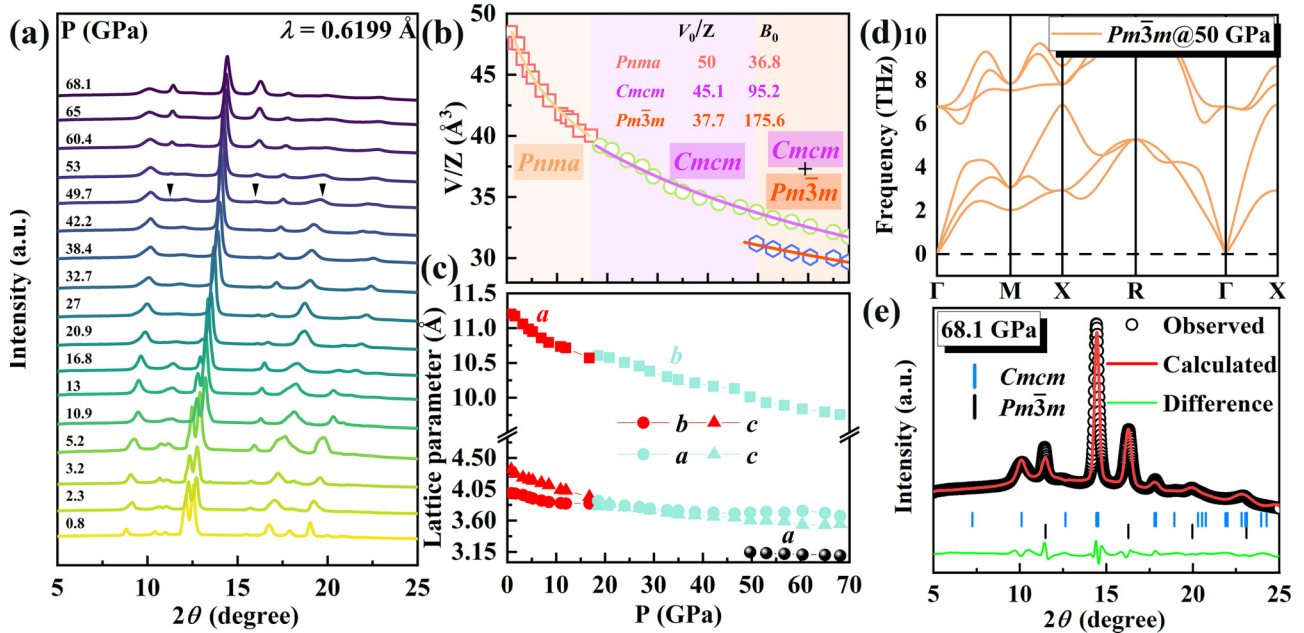 (a)
P (GPa)
λ = 0.6199 Å
68.1
65
60.4
53
49.7
42.2
38.4
32.7
27
20.9
16.8
13
10.9
5.2
3.2
2.3
0.8
Intensity (a.u.)
5 10 15 20 25
2θ (degree)
(b)
50
45
40
35
30
V/Z (Å³)
V₀/Z B₀
Pnma 50 36.8
Cmcm 45.1 95.2
Pm3̅m 37.7 175.6
Pnma
Cmcm
Cmcm
+
Pm3̅m
(c)
11.5
11.0
10.5
10.0
4.50
4.05
3.60
3.15
Lattice parameter (Å)
a
b
b c
a c
a
0 10 20 30 40 50 60 70
P (GPa)
(d)
Pm3̅m@50 GPa
10
8
6
4
2
0
Frequency (THz)
Γ M X R Γ X
(e)
68.1 GPa
Observed
Calculated
Difference
Cmcm
Pm3̅m
Intensity (a.u.)
5 10 15 20 25
2θ (degree)